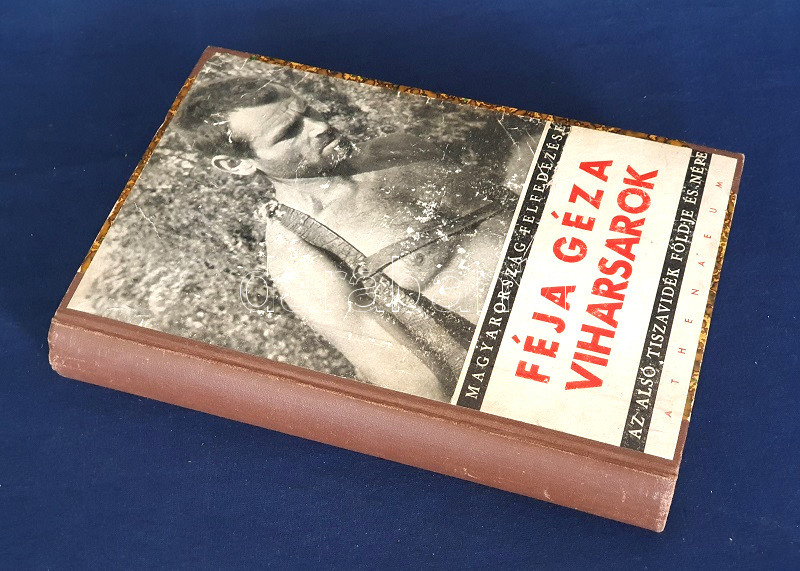 MAGYARORSZÁG FELFEDEZÉSE
FÉJA GÉZA
VIHARSAROK
AZ ALSÓ TISZAVIDÉK FÖLDJE ÉS NÉPE
ATHENAEUM